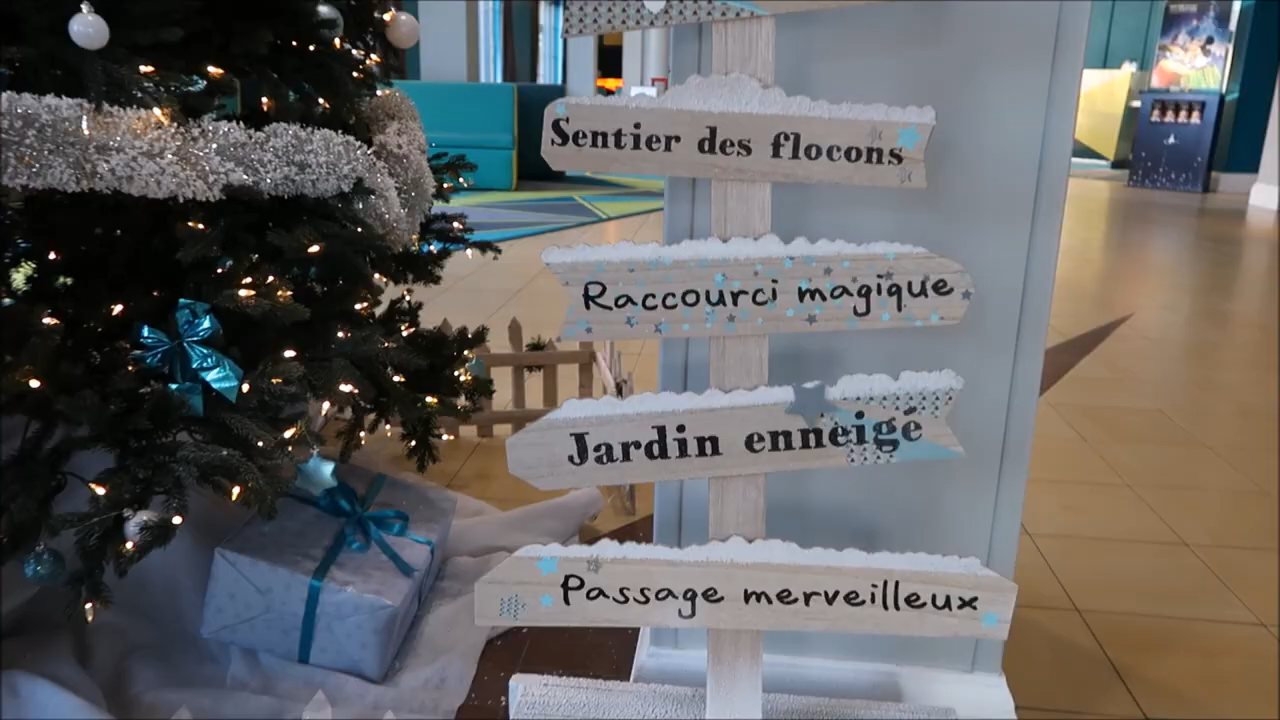 Sentier des flocons
Raccourci magique
Jardin enneigé
Passage merveilleux